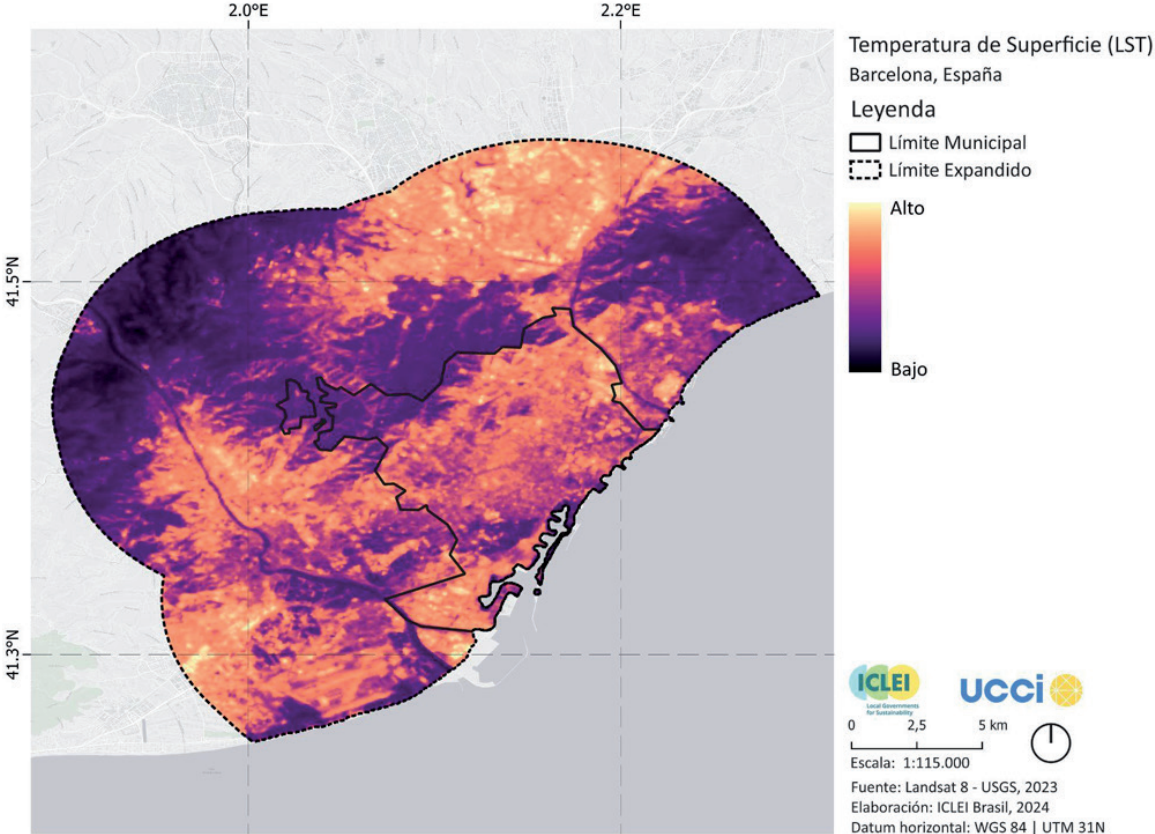 2.0°E
2.2°E
41.5°N
41.3°N
Temperatura de Superficie (LST)
Barcelona, España
Leyenda
Límite Municipal
Límite Expandido
Alto
Bajo
ICLEI
Local Governments
for Sustainability
UCCi
0 2,5 5 km
Escala: 1:115.000
Fuente: Landsat 8 - USGS, 2023
Elaboración: ICLEI Brasil, 2024
Datum horizontal: WGS 84 | UTM 31N